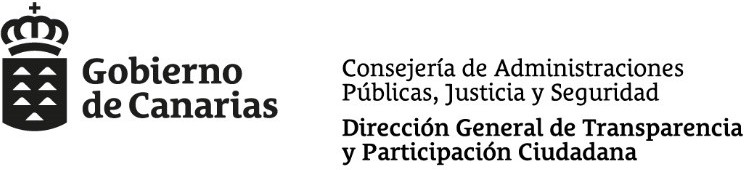 Gobierno
de Canarias
Consejería de Administraciones
Públicas, Justicia y Seguridad
Dirección General de Transparencia
y Participación Ciudadana